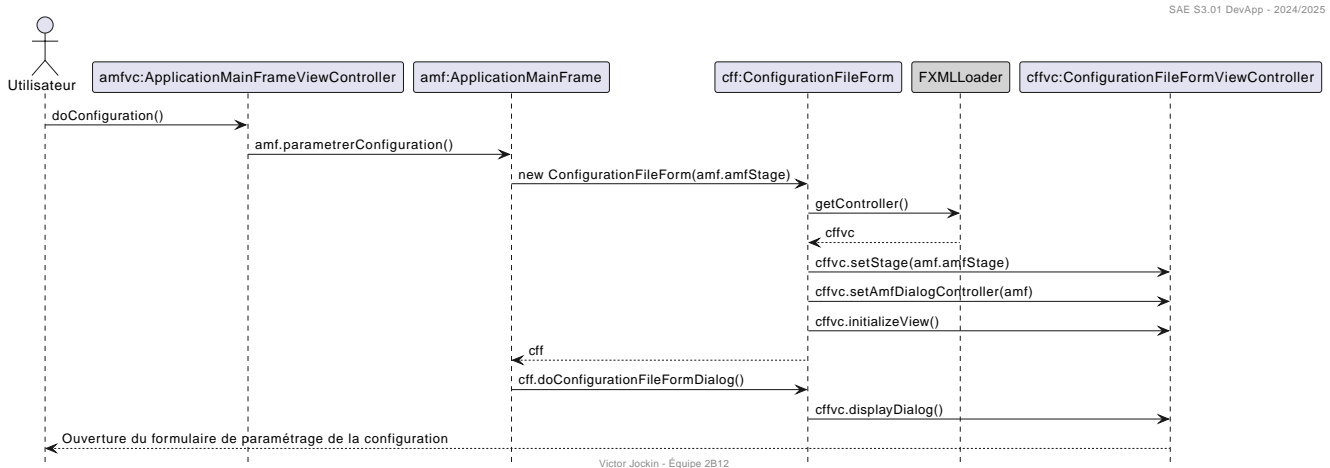 SAE S3.01 DevApp - 2024/2025
Utilisateur
amfvc:ApplicationMainFrameViewController
amf:ApplicationMainFrame
cff:ConfigurationFileForm
FXMLLoader
cffvc:ConfigurationFileFormViewController
doConfiguration()
amf.parametrerConfiguration()
new ConfigurationFileForm(amf.amfStage)
getController()
cffvc
cffvc.setStage(amf.amfStage)
cffvc.setAmfDialogController(amf)
cffvc.initializeView()
cff
cff.doConfigurationFileFormDialog()
cffvc.displayDialog()
Ouverture du formulaire de paramétrage de la configuration
Victor Jockin - Équipe 2B12